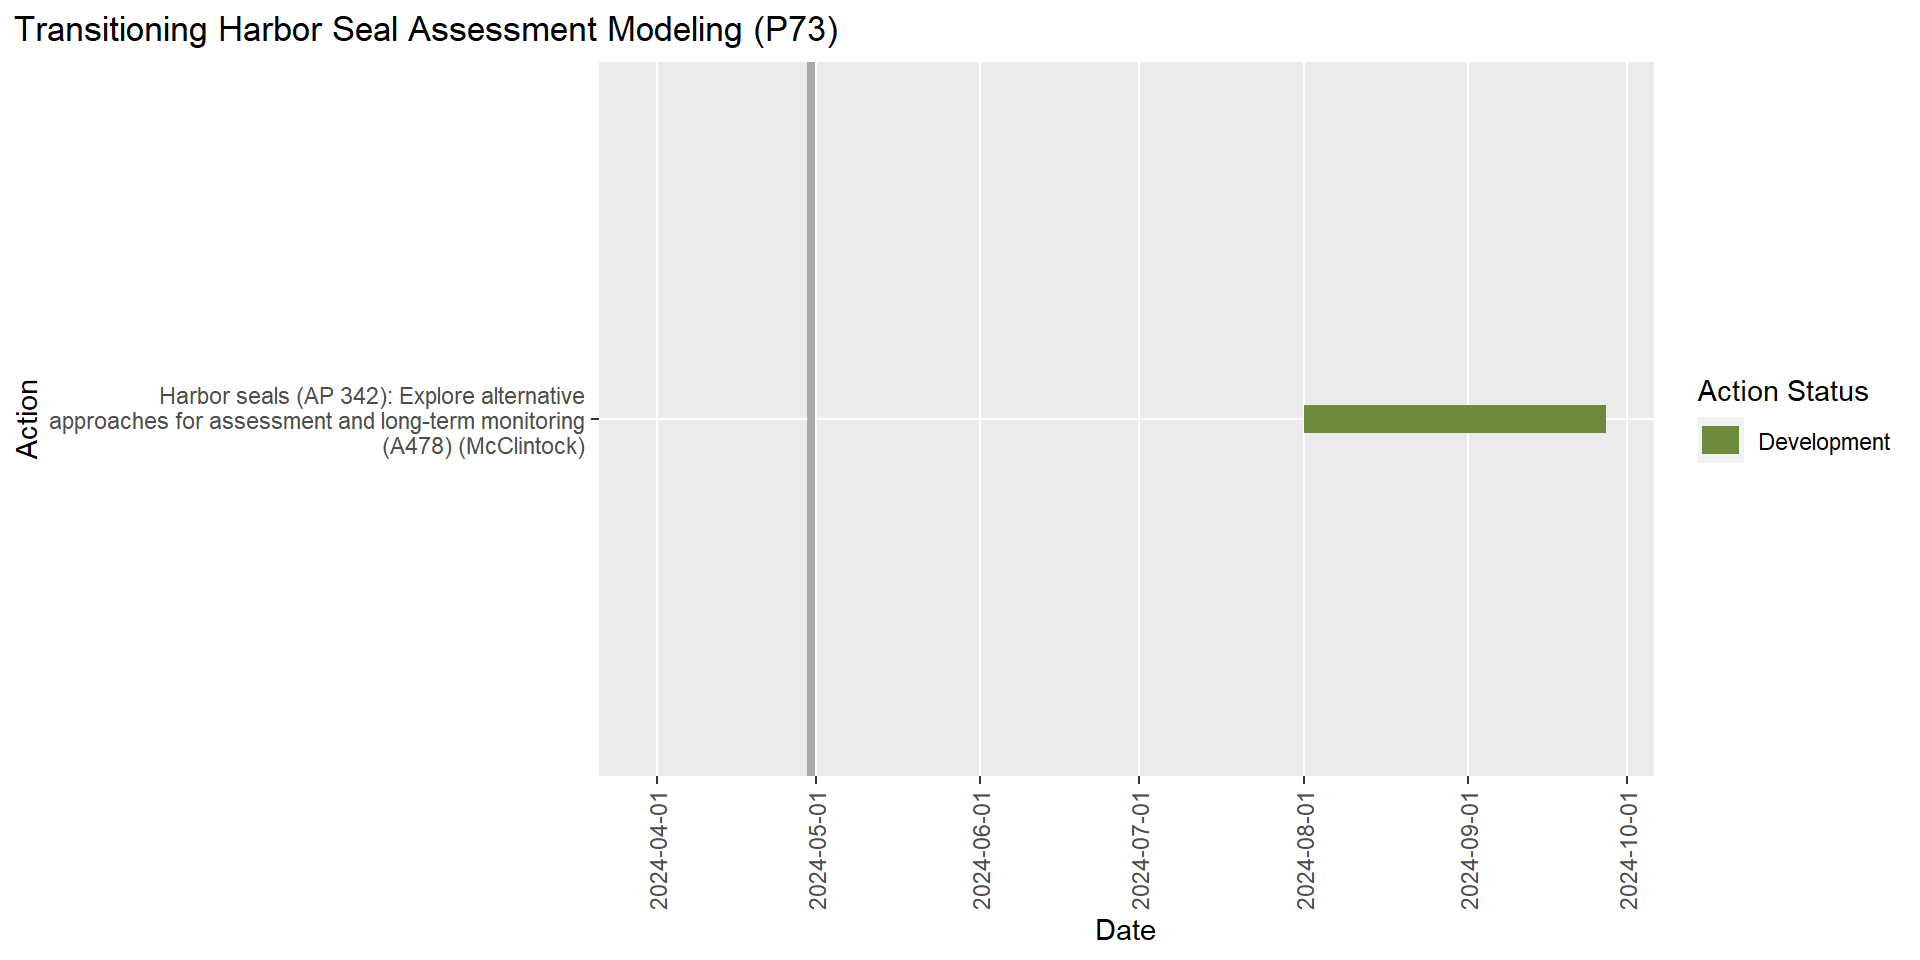 Transitioning Harbor Seal Assessment Modeling (P73)
Action
Harbor seals (AP 342): Explore alternative
approaches for assessment and long-term monitoring
(A478) (McClintock)
Action Status
Development
2024-04-01
2024-05-01
2024-06-01
2024-07-01
2024-08-01
2024-09-01
2024-10-01
Date